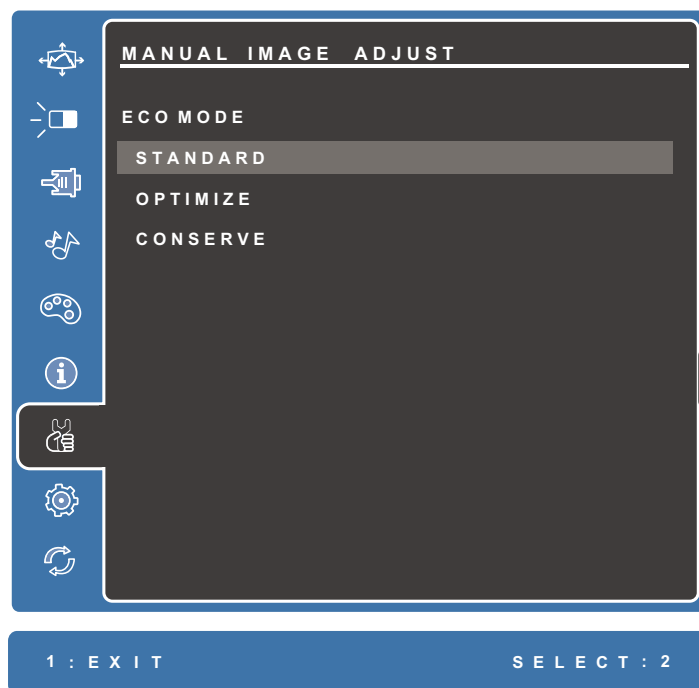 MANUAL IMAGE ADJUST
ECO MODE
STANDARD
OPTIMIZE
CONSERVE
1 : EXIT
SELECT : 2